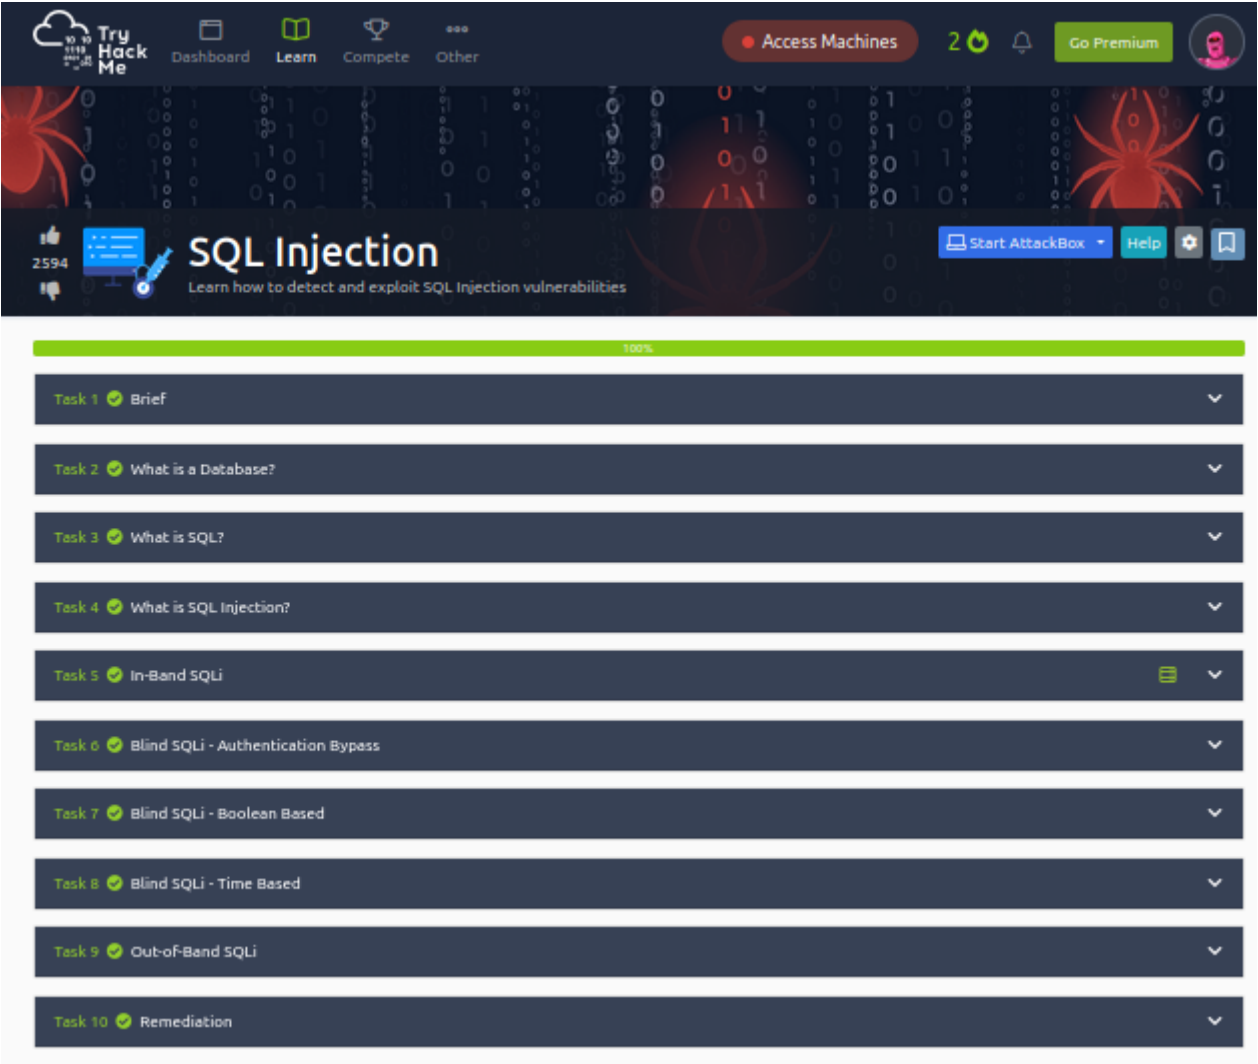 Try Hack Me
Dashboard Learn Compete Other
Access Machines
2
Go Premium
2594
SQL Injection
Learn how to detect and exploit SQL Injection vulnerabilities
Start AttackBox
Help
100%
Task 1 Brief
Task 2 What is a Database?
Task 3 What is SQL?
Task 4 What is SQL Injection?
Task 5 In-Band SQLi
Task 6 Blind SQLi - Authentication Bypass
Task 7 Blind SQLi - Boolean Based
Task 8 Blind SQLi - Time Based
Task 9 Out-of-Band SQLi
Task 10 Remediation